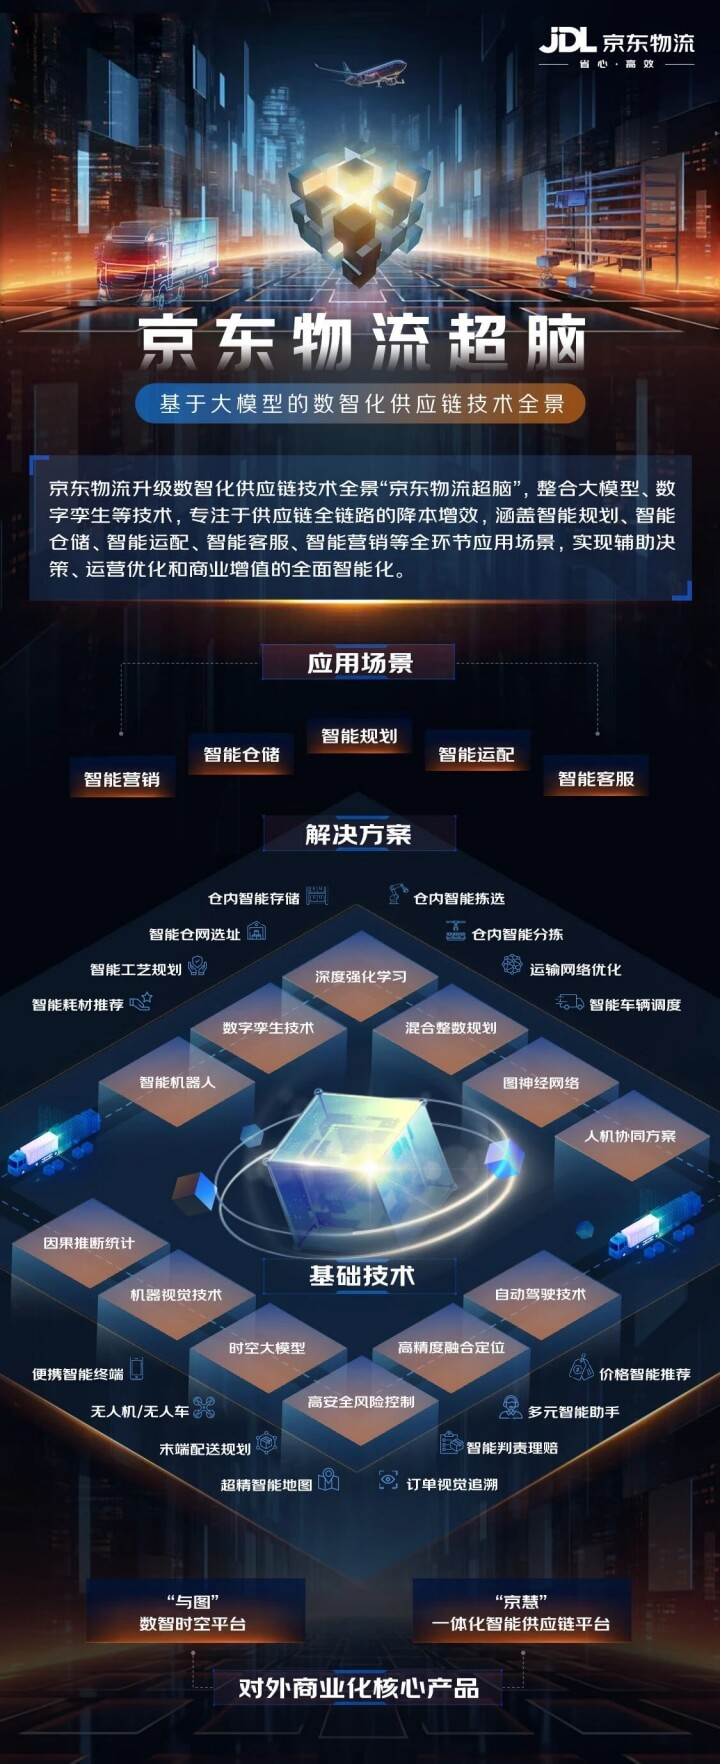 JDL 京东物流
省心·高效
京东物流超脑
基于大模型的数智化供应链技术全景
京东物流升级数智化供应链技术全景“京东物流超脑”，整合大模型、数
字孪生等技术，专注于供应链全链路的降本增效，涵盖智能规划、智能
仓储、智能运配、智能客服、智能营销等全环节应用场景，实现辅助决
策、运营优化和商业增值的全面智能化。
应用场景
智能营销
智能仓储
智能规划
智能运配
智能客服
解决方案
仓内智能存储
仓内智能拣选
智能仓网选址
仓内智能分拣
智能工艺规划
运输网络优化
智能耗材推荐
智能车辆调度
深度强化学习
数字孪生技术
混合整数规划
智能机器人
图神经网络
人机协同方案
因果推断统计
基础技术
机器视觉技术
自动驾驶技术
时空大模型
高精度融合定位
高安全风险控制
便携智能终端
价格智能推荐
无人机/无人车
多元智能助手
末端配送规划
智能判责理赔
超精智能地图
订单视觉追溯
“与图”
数智时空平台
“京慧”
一体化智能供应链平台
对外商业化核心产品